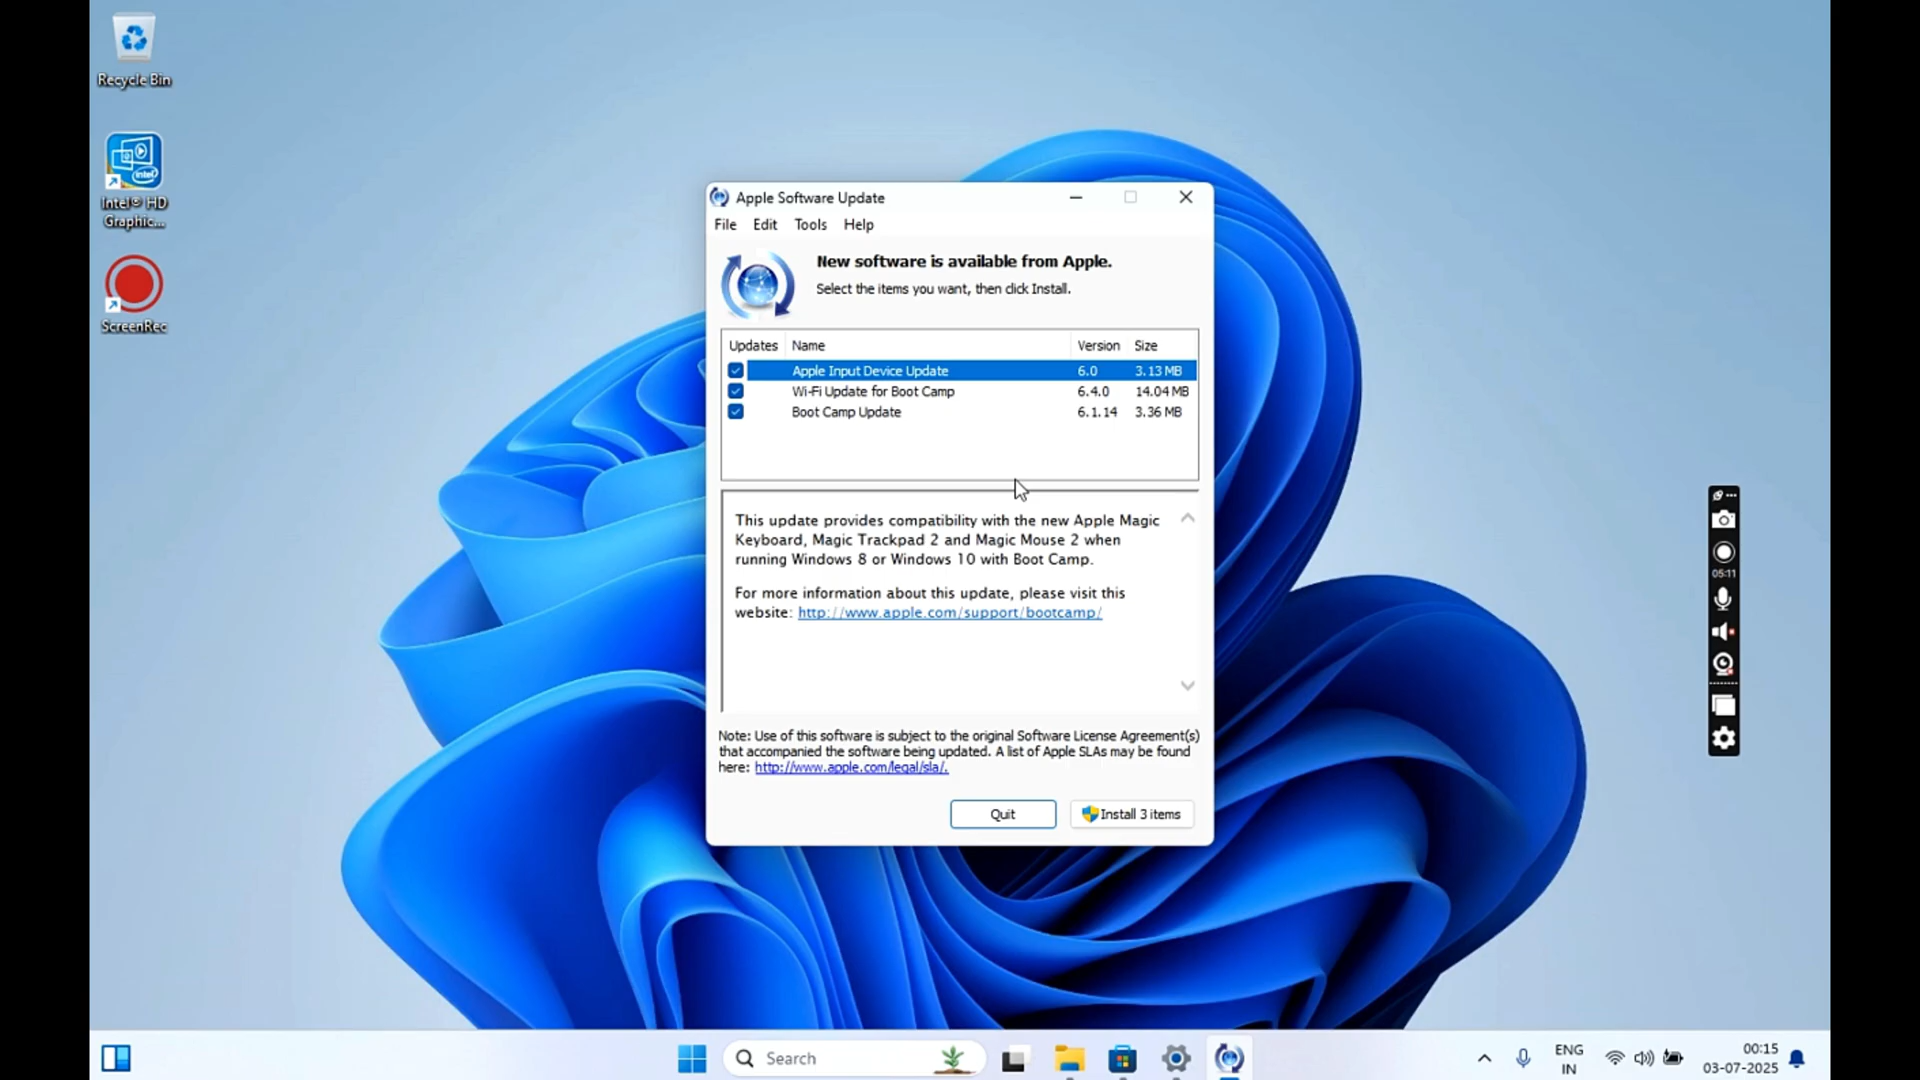 Recycle Bin
Intel® HD
Graphic...
ScreenRec
Apple Software Update
File Edit Tools Help
New software is available from Apple.
Select the items you want, then click Install.
Updates Name Version Size
Apple Input Device Update 6.0 3.13 MB
Wi-Fi Update for Boot Camp 6.4.0 14.04 MB
Boot Camp Update 6.1.14 3.36 MB
This update provides compatibility with the new Apple Magic
Keyboard, Magic Trackpad 2 and Magic Mouse 2 when
running Windows 8 or Windows 10 with Boot Camp.
For more information about this update, please visit this
website: http://www.apple.com/support/bootcamp/
Note: Use of this software is subject to the original Software License Agreement(s)
that accompanied the software being updated. A list of Apple SLAs may be found
here: http://www.apple.com/legal/sla/.
Quit Install 3 items
05:11
Search
ENG
IN
00:15
03-07-2025
intel